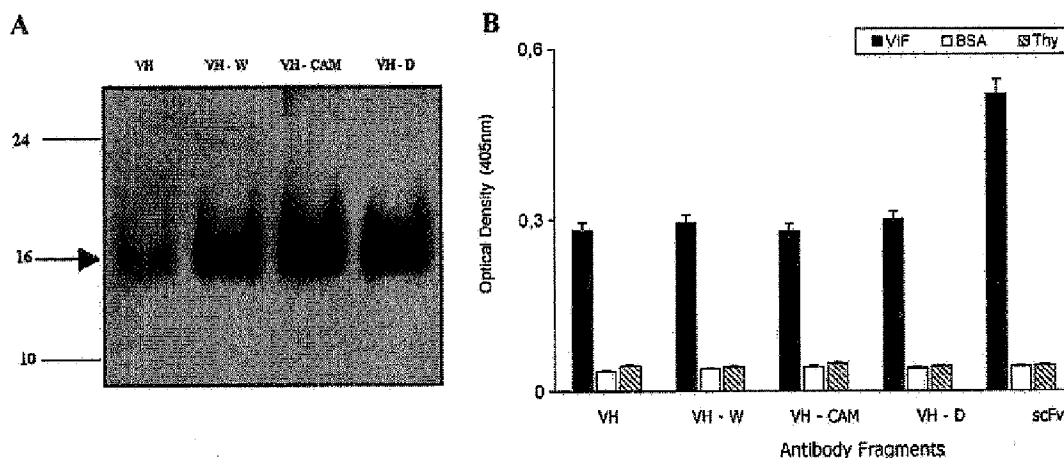 A
VH VH - W VH - CAM VH - D
24
16
10
B
VIF BSA Thy
0,6
0,3
0
Optical Density (405nm)
VH VH - W VH - CAM VH - D scFv
Antibody Fragments